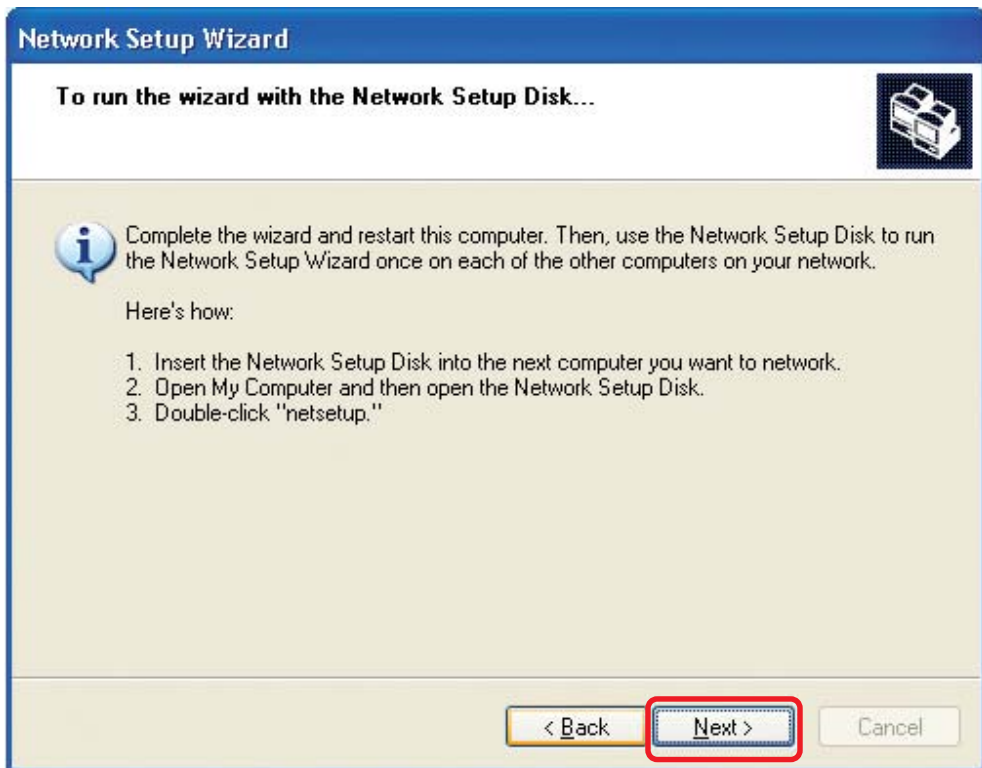 Network Setup Wizard
To run the wizard with the Network Setup Disk...
Complete the wizard and restart this computer. Then, use the Network Setup Disk to run
the Network Setup Wizard once on each of the other computers on your network.
Here's how:
1. Insert the Network Setup Disk into the next computer you want to network.
2. Open My Computer and then open the Network Setup Disk.
3. Double-click "netsetup."
< Back
Next >
Cancel